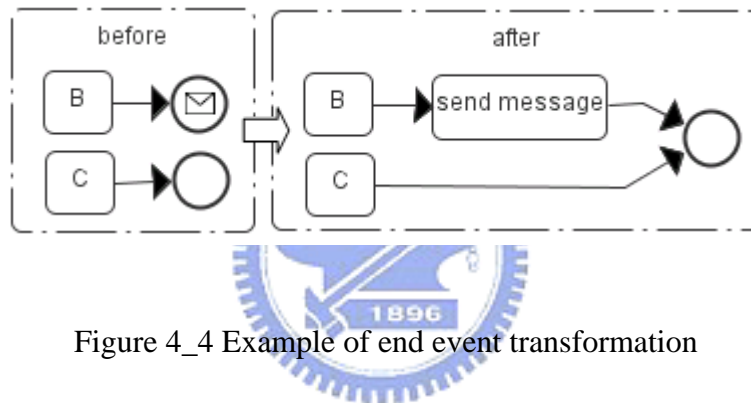 before
after
B
send message
B
C
C
1896
Figure 4_4 Example of end event transformation